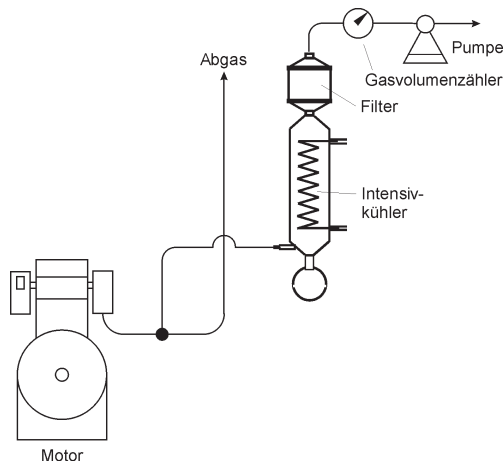 Pumpe
Abgas
Gasvolumenzähler
Filter
Intensiv-
kühler
Motor